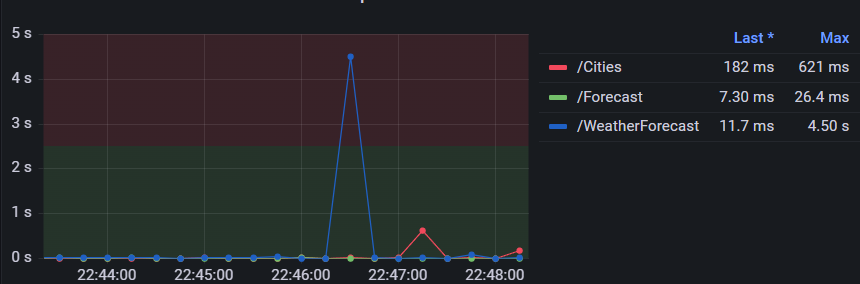 5 s
4 s
3 s
2 s
1 s
0 s
22:44:00 22:45:00 22:46:00 22:47:00 22:48:00
Last * Max
/Cities 182 ms 621 ms
/Forecast 7.30 ms 26.4 ms
/WeatherForecast 11.7 ms 4.50 s